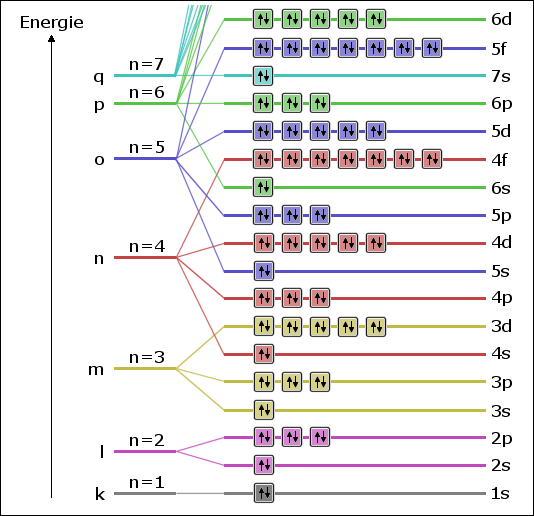 Energie
6d
5f
q n=7 7s
p n=6 6p
5d
o n=5 4f
6s
5p
n n=4 4d
5s
4p
3d
m n=3 4s
3p
3s
l n=2 2p
2s
k n=1 1s